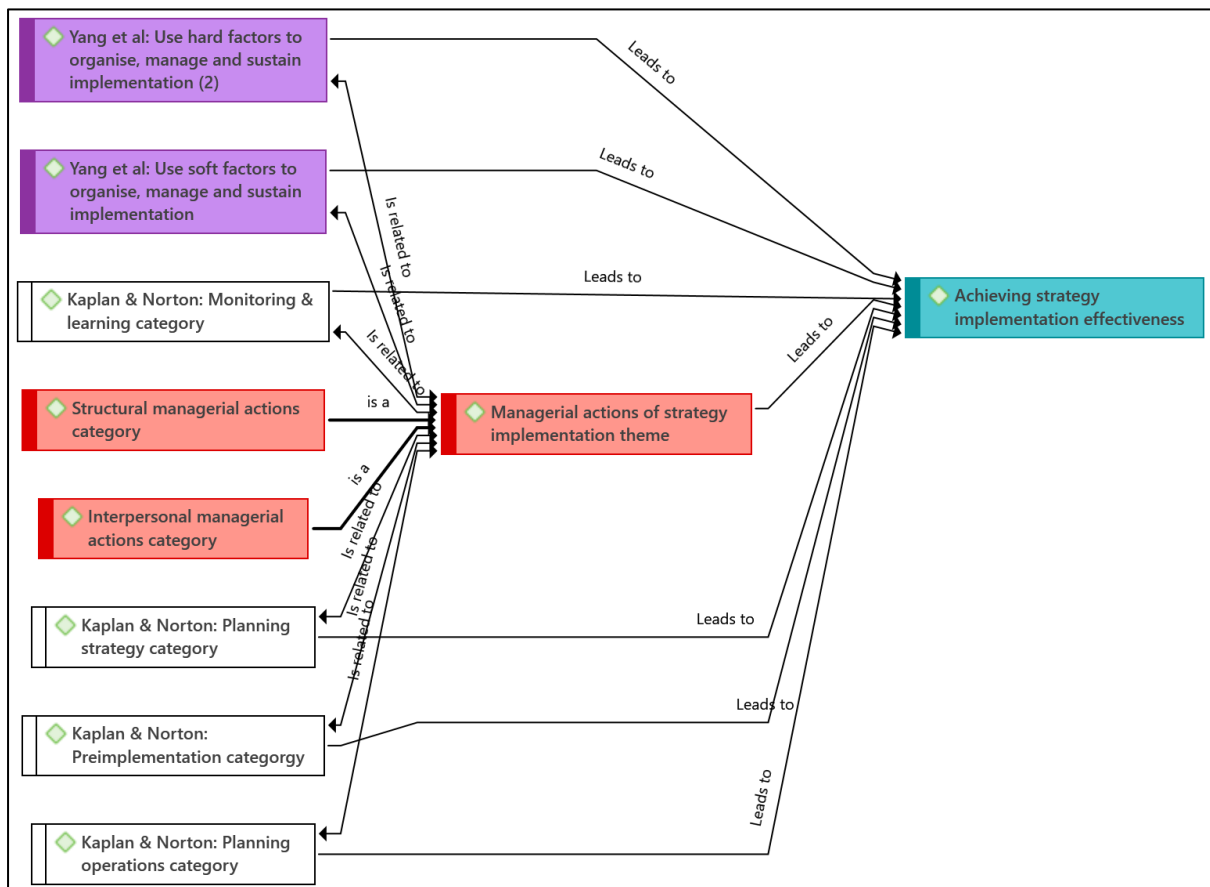 Yang et al: Use hard factors to
organise, manage and sustain
implementation (2)
Leads to
Yang et al: Use soft factors to
organise, manage and sustain
implementation
Leads to
Is related to
Is related to
Kaplan & Norton: Monitoring &
learning category
Leads to
Achieving strategy
implementation effectiveness
Is related to
Leads to
Structural managerial actions
category
is a
Managerial actions of strategy
implementation theme
is a
Interpersonal managerial
actions category
Is related to
Is related to
Is related to
Kaplan & Norton: Planning
strategy category
Leads to
Kaplan & Norton:
Preimplementation categorgy
Leads to
Leads to
Kaplan & Norton: Planning
operations category